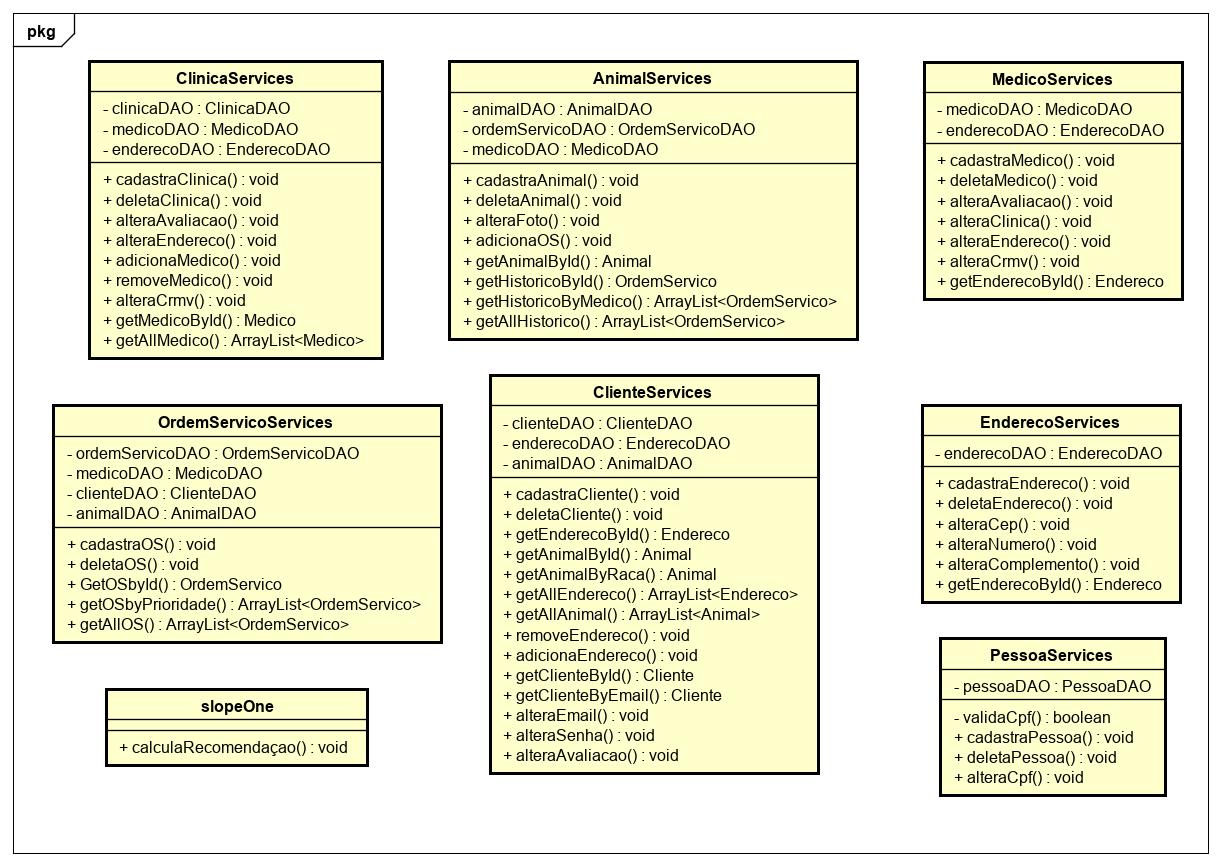 pkg
ClinicaServices
- clinicaDAO : ClinicaDAO
- medicoDAO : MedicoDAO
- enderecoDAO : EnderecoDAO
+ cadastraClinica() : void
+ deletaClinica() : void
+ alteraAvaliacao() : void
+ alteraEndereco() : void
+ adicionaMedico() : void
+ removeMedico() : void
+ alteraCrmv() : void
+ getMedicoById() : Medico
+ getAllMedico() : ArrayList<Medico>
AnimalServices
- animalDAO : AnimalDAO
- ordemServicoDAO : OrdemServicoDAO
- medicoDAO : MedicoDAO
+ cadastraAnimal() : void
+ deletaAnimal() : void
+ alteraFoto() : void
+ adicionaOS() : void
+ getAnimalById() : Animal
+ getHistoricoById() : OrdemServico
+ getHistoricoByMedico() : ArrayList<OrdemServico>
+ getAllHistorico() : ArrayList<OrdemServico>
MedicoServices
- medicoDAO : MedicoDAO
- enderecoDAO : EnderecoDAO
+ cadastraMedico() : void
+ deletaMedico() : void
+ alteraAvaliacao() : void
+ alteraClinica() : void
+ alteraEndereco() : void
+ alteraCrmv() : void
+ getEnderecoById() : Endereco
OrdemServicoServices
- ordemServicoDAO : OrdemServicoDAO
- medicoDAO : MedicoDAO
- clienteDAO : ClienteDAO
- animalDAO : AnimalDAO
+ cadastraOS() : void
+ deletaOS() : void
+ GetOSbyId() : OrdemServico
+ getOSbyPrioridade() : ArrayList<OrdemServico>
+ getAllOS() : ArrayList<OrdemServico>
ClienteServices
- clienteDAO : ClienteDAO
- enderecoDAO : EnderecoDAO
- animalDAO : AnimalDAO
+ cadastraCliente() : void
+ deletaCliente() : void
+ getEnderecoById() : Endereco
+ getAnimalById() : Animal
+ getAnimalByRaca() : Animal
+ getAllEndereco() : ArrayList<Endereco>
+ getAllAnimal() : ArrayList<Animal>
+ removeEndereco() : void
+ adicionaEndereco() : void
+ getClienteById() : Cliente
+ getClienteByEmail() : Cliente
+ alteraEmail() : void
+ alteraSenha() : void
+ alteraAvaliacao() : void
EnderecoServices
- enderecoDAO : EnderecoDAO
+ cadastraEndereco() : void
+ deletaEndereco() : void
+ alteraCep() : void
+ alteraNumero() : void
+ alteraComplemento() : void
+ getEnderecoById() : Endereco
slopeOne
+ calculaRecomendaçao() : void
PessoaServices
- pessoaDAO : PessoaDAO
- validaCpf() : boolean
+ cadastraPessoa() : void
+ deletaPessoa() : void
+ alteraCpf() : void